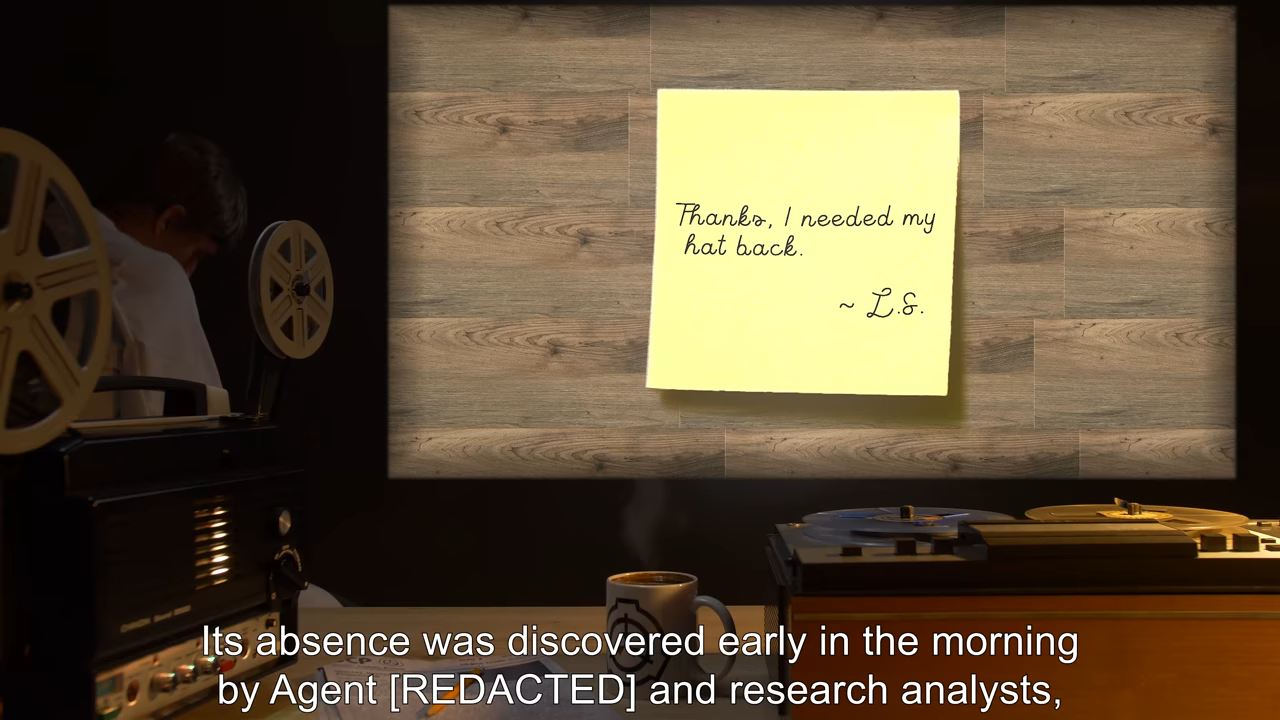 Thanks, I needed my
hat back.
~ L.S.
Its absence was discovered early in the morning
by Agent [REDACTED] and research analysts,